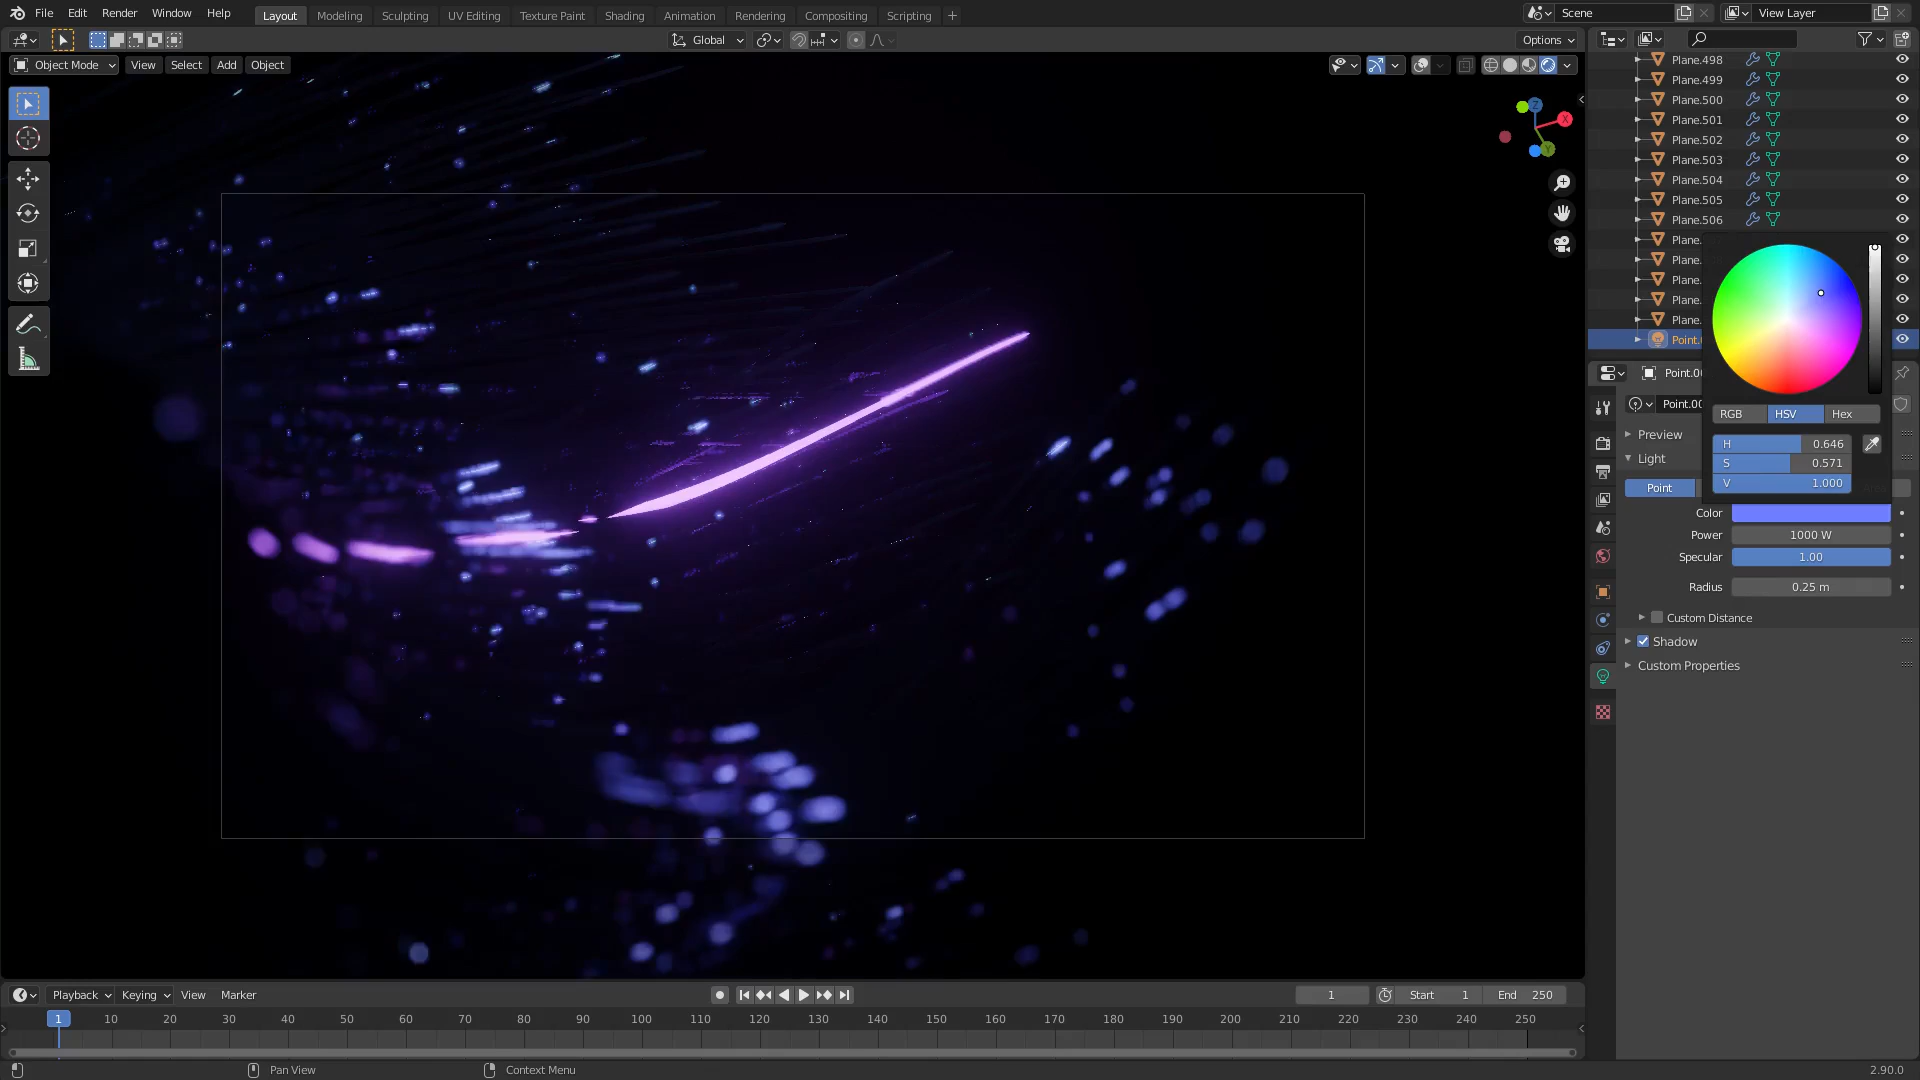 File Edit Render Window Help Layout Modeling Sculpting UV Editing Texture Paint Shading Animation Rendering Compositing Scripting + Scene View Layer
Global Options
Object Mode View Select Add Object
Z
X
Y
Plane.498
Plane.499
Plane.500
Plane.501
Plane.502
Plane.503
Plane.504
Plane.505
Plane.506
Plane.
Plane.
Plane.
Plane.
Plane.
Point.
Point.00
Point.00
RGB HSV Hex
Preview
H 0.646
Light
S 0.571
V 1.000
Point
Color
Power 1000 W
Specular 1.00
Radius 0.25 m
Custom Distance
Shadow
Custom Properties
Playback Keying View Marker 1 Start 1 End 250
1 10 20 30 40 50 60 70 80 90 100 110 120 130 140 150 160 170 180 190 200 210 220 230 240 250
Pan View Context Menu 2.90.0